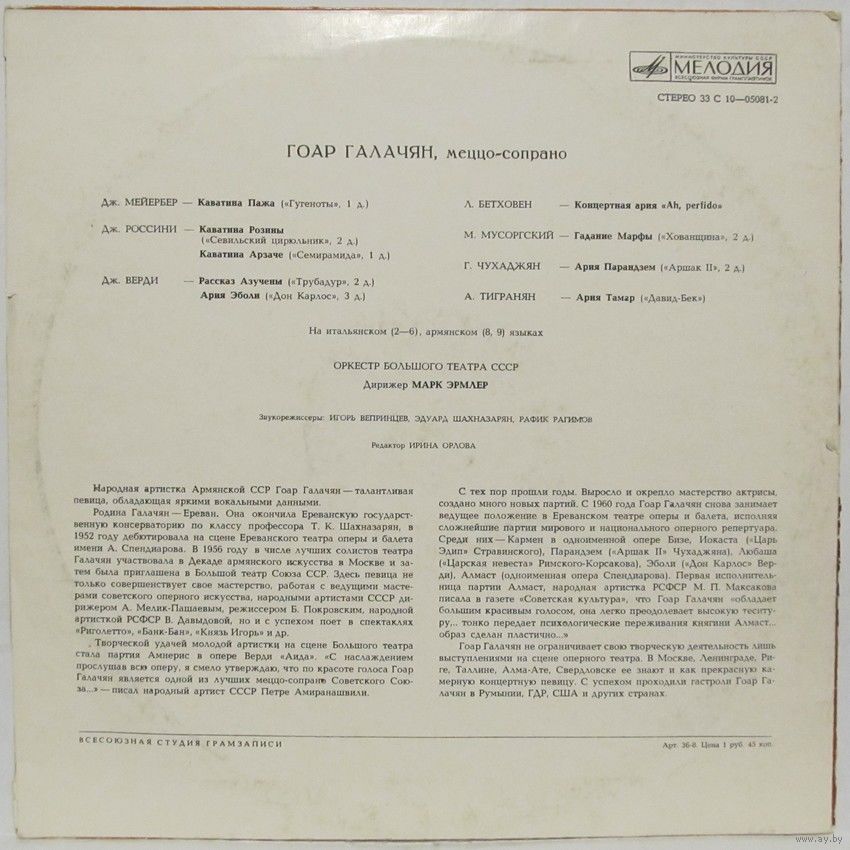 МИНИСТЕРСТВО КУЛЬТУРЫ СССР
МЕЛОДИЯ
ВСЕСОЮЗНАЯ ФИРМА ГРАМПЛАСТИНОК
СТЕРЕО 33 С 10—05081-2
ГОАР ГАЛАЧЯН, меццо-сопрано
Дж. МЕЙЕРБЕР — Каватина Пажа («Гугеноты», 1 д.)
Дж. РОССИНИ — Каватина Розины
(«Севильский цирюльник», 2 д.)
Каватина Арзаче («Семирамида», 1 д.)
Дж. ВЕРДИ — Рассказ Азучены («Трубадур», 2 д.)
Ария Эболи («Дон Карлос», 3 д.)
Л. БЕТХОВЕН — Концертная ария «Ah, perfido»
М. МУСОРГСКИЙ — Гадание Марфы («Хованщина», 2 д.)
Г. ЧУХАДЖЯН — Ария Парандзем («Аршак II», 2 д.)
А. ТИГРАНЯН — Ария Тамар («Давид-Бек»)
На итальянском (2—6), армянском (8, 9) языках
ОРКЕСТР БОЛЬШОГО ТЕАТРА СССР
Дирижер МАРК ЭРМЛЕР
Звукорежиссеры: ИГОРЬ ВЕПРИНЦЕВ, ЭДУАРД ШАХНАЗАРЯН, РАФИК РАГИМОВ
Редактор ИРИНА ОРЛОВА
Народная артистка Армянской ССР Гоар Галачян — талантливая
певица, обладающая яркими вокальными данными.
Родина Галачян — Ереван. Она окончила Ереванскую государст-
венную консерваторию по классу профессора Т. К. Шахназарян, в
1952 году дебютировала на сцене Ереванского театра оперы и балета
имени А. Спендиарова. В 1956 году в числе лучших солистов театра
Галачян участвовала в Декаде армянского искусства в Москве и за-
тем была приглашена в Большой театр Союза ССР. Здесь певица не
только совершенствует свое мастерство, работая с ведущими масте-
рами советского оперного искусства, народными артистами СССР ди-
рижером А. Мелик-Пашаевым, режиссером Б. Покровским, народной
артисткой РСФСР В. Давыдовой, но и с успехом поет в спектаклях
«Риголетто», «Банк-Бан», «Князь Игорь» и др.
Творческой удачей молодой артистки на сцене Большого театра
стала партия Амнерис в опере Верди «Аида». «С наслаждением
прослушав всю оперу, я смело утверждаю, что по красоте голоса Гоар
Галачян является одной из лучших меццо-сопрано Советского Сою-
за...» — писал народный артист СССР Петре Амиранашвили.
С тех пор прошли годы. Выросло и окрепло мастерство актрисы,
создано много новых партий. С 1960 года Гоар Галачян снова занимает
ведущее положение в Ереванском театре оперы и балета, исполняя
сложнейшие партии мирового и национального оперного репертуара.
Среди них — Кармен в одноименной опере Бизе, Иокаста («Царь
Эдип» Стравинского), Парандзем («Аршак II» Чухаджяна), Любаша
(«Царская невеста» Римского-Корсакова), Эболи («Дон Карлос» Вер-
ди), Алмаст (одноименная опера Спендиарова). Первая исполнитель-
ница партии Алмаст, народная артистка РСФСР М. П. Максакова
писала в газете «Советская культура», что Гоар Галачян «обладает
большим красивым голосом, она легко преодолевает высокую теситу-
ру,.. тонко передает психологические переживания княгини Алмаст...
образ сделан пластично...»
Гоар Галачян не ограничивает свою творческую деятельность лишь
выступлениями на сцене оперного театра. В Москве, Ленинграде, Ри-
ге, Таллине, Алма-Ате, Свердловске ее знают и как прекрасную ка-
мерную концертную певицу. С успехом проходили гастроли Гоар Га-
лачян в Румынии, ГДР, США и других странах.
ВСЕСОЮЗНАЯ СТУДИЯ ГРАМЗАПИСИ
Арт. 36-8. Цена 1 руб. 45 коп.
www.ay.by